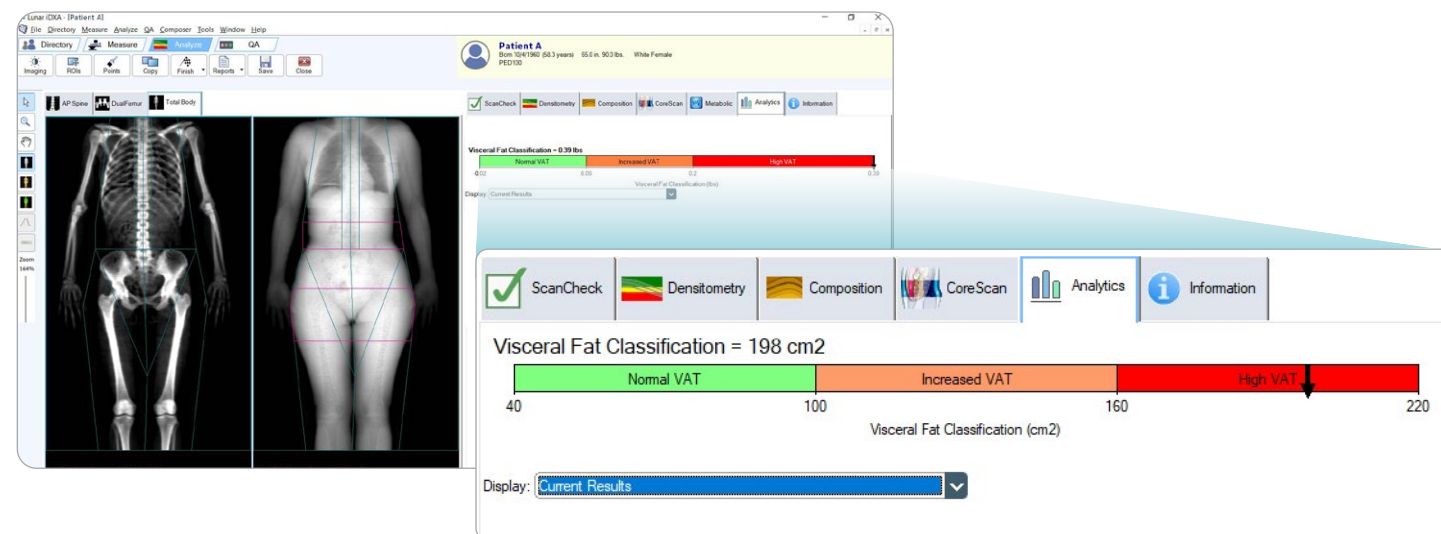 Lunar iDXA - [Patient A]
File Directory Measure Analyze QA Composer Tools Window Help
Directory Measure Analyze QA
Imaging ROIs Points Copy Finish Reports Save Close
Patient A
Born 10/4/1960 (58.3 years) 65.0 in. 90.3 lbs. White Female
PED100
AP Spine DualFemur Total Body
ScanCheck Densitometry Composition CoreScan Metabolic Analytics Information
Visceral Fat Classification = 0.39 lbs
Normal VAT Increased VAT High VAT
0.02 0.09 0.2 0.39
Visceral Fat Classification (lbs)
Display: Current Results
Zoom
164%
ScanCheck Densitometry Composition CoreScan Analytics Information
Visceral Fat Classification = 198 cm2
Normal VAT Increased VAT High VAT
40 100 160 220
Visceral Fat Classification (cm2)
Display: Current Results